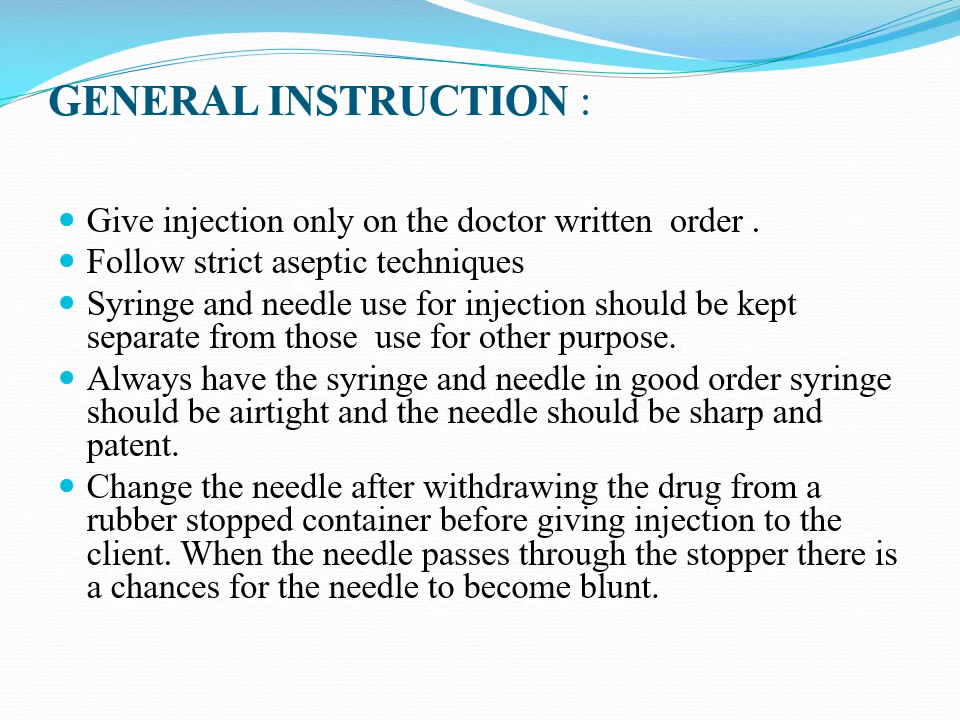 GENERAL INSTRUCTION :
Give injection only on the doctor written  order .
Follow strict aseptic techniques
Syringe and needle use for injection should be kept
separate from those  use for other purpose.
Always have the syringe and needle in good order syringe
should be airtight and the needle should be sharp and
patent.
Change the needle after withdrawing the drug from a
rubber stopped container before giving injection to the
client. When the needle passes through the stopper there is
a chances for the needle to become blunt.